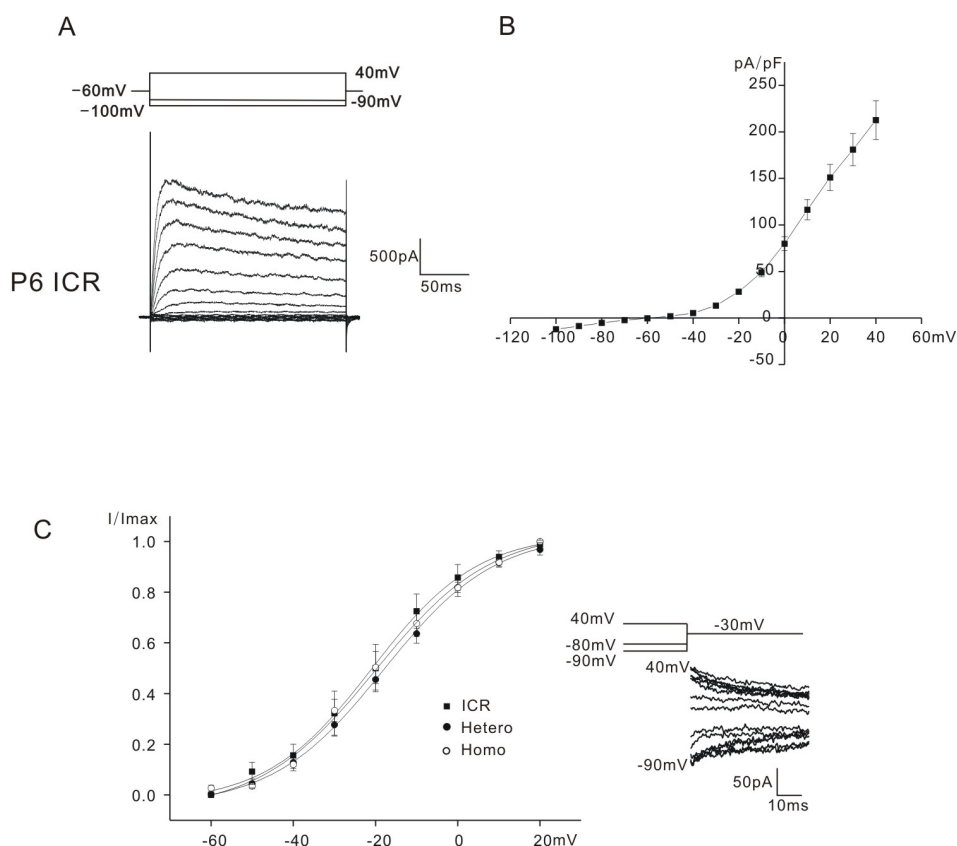 A
40mV
-60mV
-90mV
-100mV
500pA
50ms
P6 ICR
B
pA/pF
250
200
150
100
50
0
-50
-120
-100
-80
-60
-40
-20
0
20
40
60mV
C
I/Imax
1.0
0.8
0.6
0.4
0.2
0.0
-60
-40
-20
0
20mV
ICR
Hetero
Homo
40mV
-30mV
-80mV
-90mV
40mV
-90mV
50pA
10ms